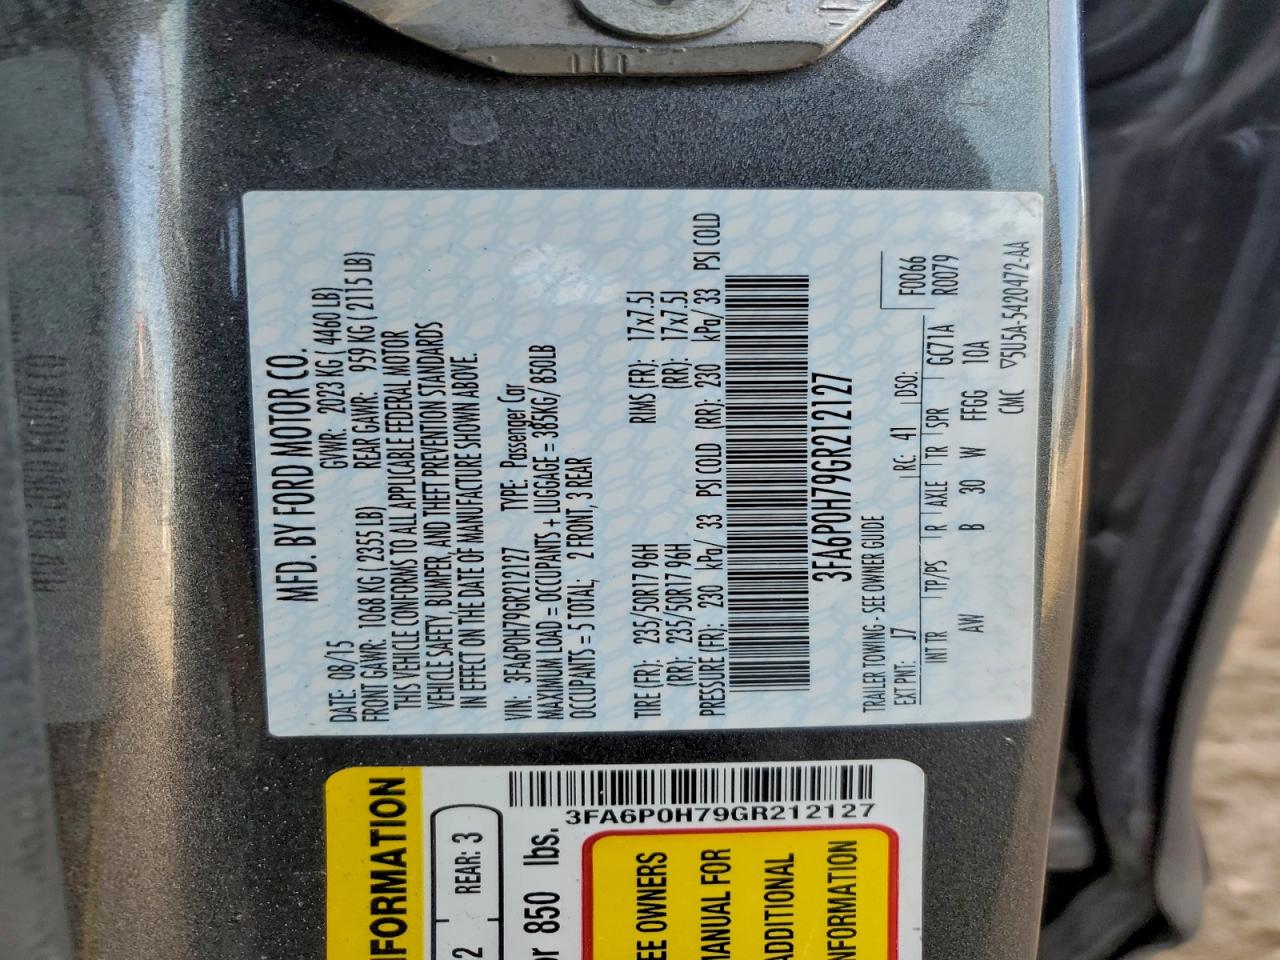 MFD. BY FORD MOTOR CO.
DATE: 08/15 GVWR: 2023 KG ( 4460 LB)
FRONT GAWR: 1068 KG (2355 LB) REAR GAWR: 959 KG ( 2115 LB)
THIS VEHICLE CONFORMS TO ALL APPLICABLE FEDERAL MOTOR
VEHICLE SAFETY, BUMPER, AND THEFT PREVENTION STANDARDS
IN EFFECT ON THE DATE OF MANUFACTURE SHOWN ABOVE.
VIN: 3FA6P0H79GR212127 TYPE: Passenger Car
MAXIMUM LOAD = OCCUPANTS + LUGGAGE = 385KG/ 850LB
OCCUPANTS = 5 TOTAL; 2 FRONT, 3 REAR
TIRE (FR): 235/50R17 96H RIMS (FR): 17x7.5J
(RR): 235/50R17 96H (RR): 17x7.5J
PRESSURE (FR): 230 kPa/ 33 PSI COLD (RR): 230 kPa/ 33 PSI COLD
3FA6P0H79GR212127
TRAILER TOWING - SEE OWNER GUIDE
EXT PNT: J7 RC: 41 DSO: F0066
INT TR TP/PS R AXLE TR SPR GC71A R0079
AW B 30 W FFGG 10A
CMC ▽5U5A-5420472-AA
FORMATION
2 REAR: 3
or 850 lbs.
3FA6P0H79GR212127
EE OWNERS
MANUAL FOR
ADDITIONAL
NFORMATION